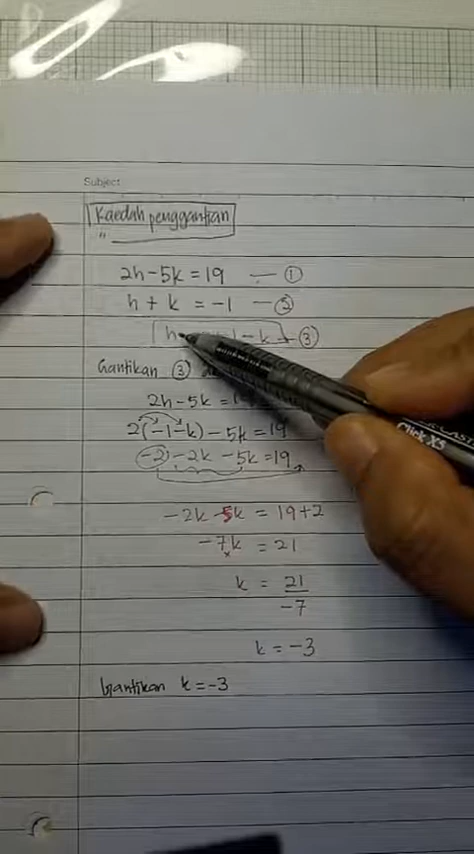 Subject
Kaedah penggantian
2h - 5k = 19 — ①
h + k = -1 — ②
h - k — ③
Gantikan ③
2h - 5k = 19
2(-1-k) - 5k = 19
-2 - 2k - 5k = 19
-2k - 5k = 19 + 2
-7k = 21
k = 21/-7
k = -3
Gantikan k = -3
Click X5